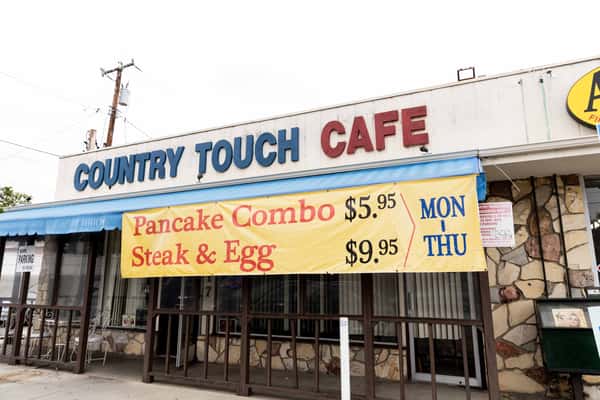 COUNTRY TOUCH CAFE
Pancake Combo $5.95
Steak & Egg $9.95
MON
-
THU
PARKING
A